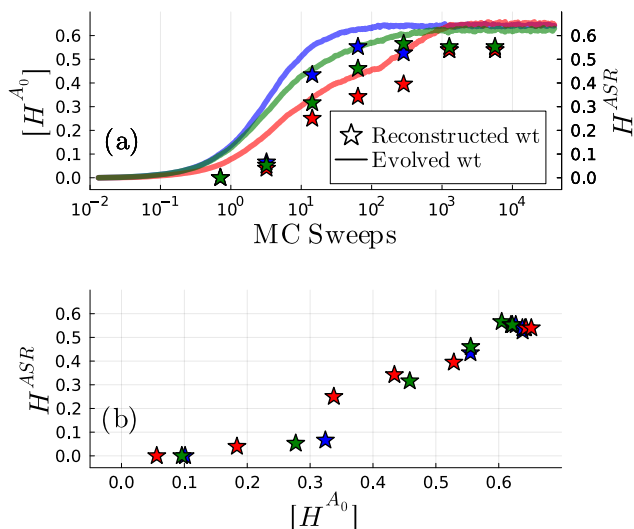 0.6
0.5
0.4
0.3
0.2
0.1
0.0
[H^{A_0}]
(a)
Reconstructed wt
Evolved wt
0.6
0.5
0.4
0.3
0.2
0.1
0.0
H^{ASR}
10^{−2} 10^{−1} 10^{0} 10^{1} 10^{2} 10^{3} 10^{4}
MC Sweeps
0.6
0.5
0.4
0.3
0.2
0.1
0.0
H^{ASR}
(b)
0.0 0.1 0.2 0.3 0.4 0.5 0.6
[H^{A_0}]